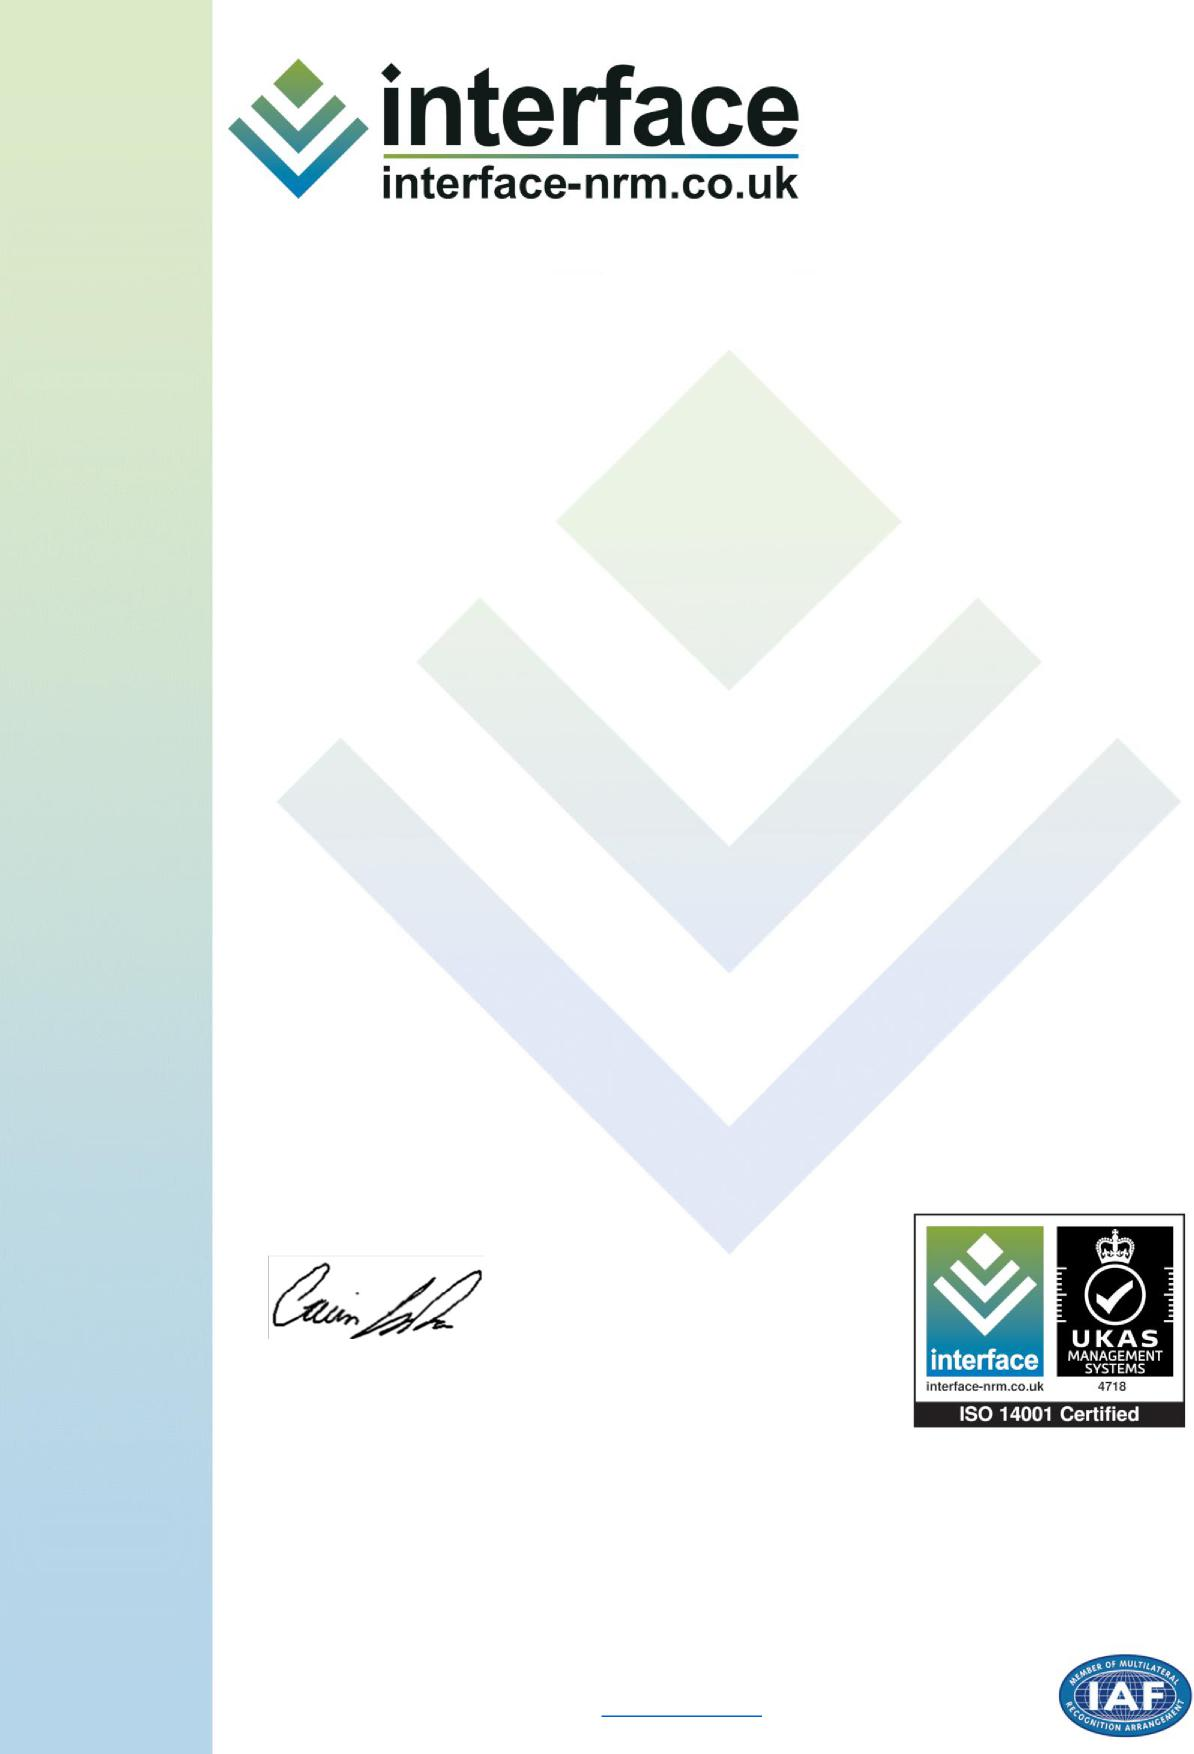 interface
interface-nrm.co.uk
interface
interface-nrm.co.uk
UKAS
MANAGEMENT
SYSTEMS
4718
ISO 14001 Certified
MEMBER OF MULTILATERAL
IAF
RECOGNITION ARRANGEMENT